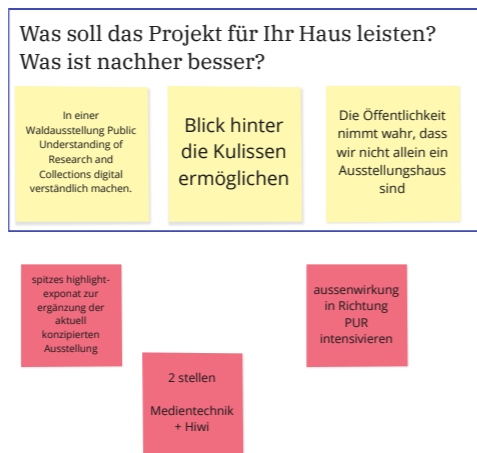 Was soll das Projekt für Ihr Haus leisten?
Was ist nachher besser?
In einer
Waldausstellung Public
Understanding of
Research and
Collections digital
verständlich machen.
Blick hinter
die Kulissen
ermöglichen
Die Öffentlichkeit
nimmt wahr, dass
wir nicht allein ein
Ausstellungshaus
sind
spitzes highlight-
exponat zur
ergänzung der
aktuell
konzipierten
Ausstellung
aussenwirkung
in Richtung
PUR
intensivieren
2 stellen
Medientechnik
+ Hiwi